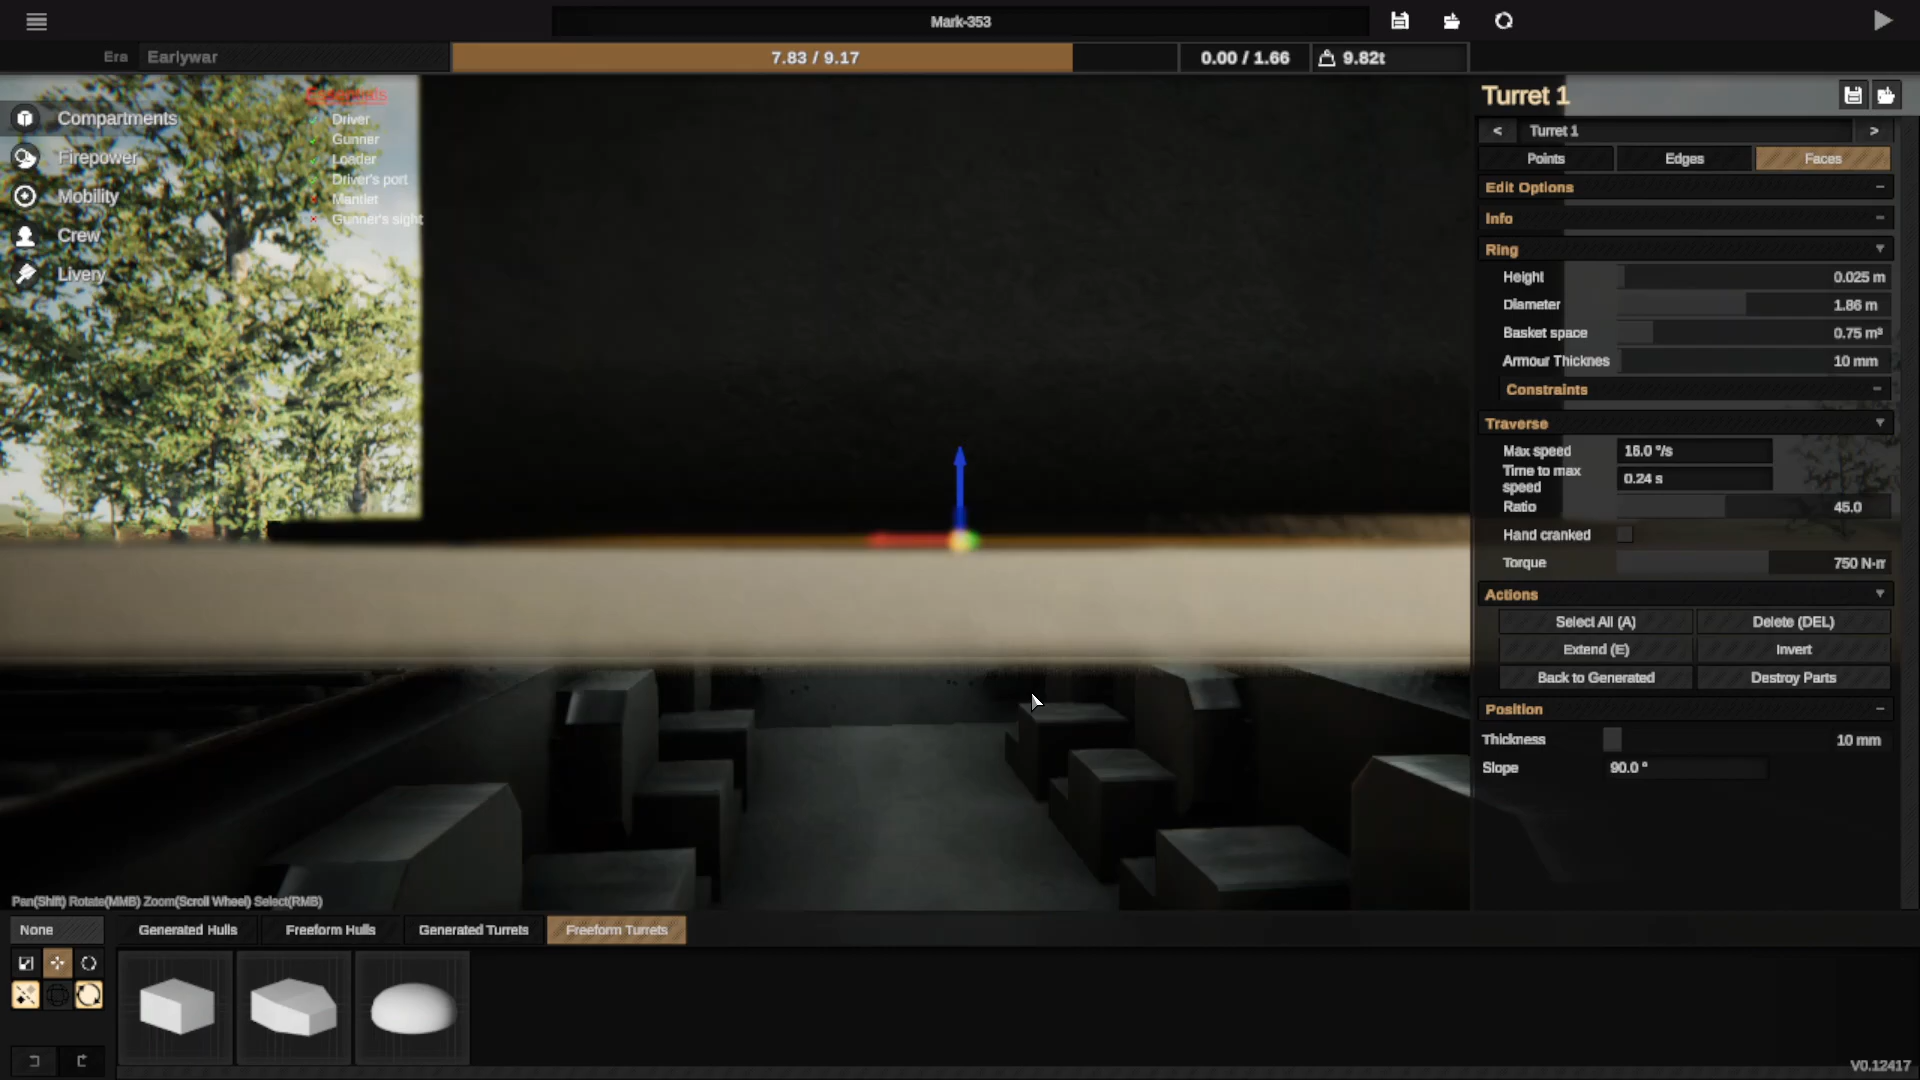 Mark-353
Era Earlywar
7.83 / 9.17
0.00 / 1.66
9.82t
Compartments
Firepower
Mobility
Crew
Livery
Driver
Gunner
Loader
Driver's port
Mantlet
Gunner's sight
Turret 1
< Turret 1 >
Points Edges Faces
Edit Options
Info
Ring
Height 0.025 m
Diameter 1.86 m
Basket space 0.75 m³
Armour Thicknes 10 mm
Constraints
Traverse
Max speed 16.0 °/s
Time to max speed 0.24 s
Ratio 45.0
Hand cranked
Torque 750 N·m
Actions
Select All (A) Delete (DEL)
Extend (E) Invert
Back to Generated Destroy Parts
Position
Thickness 10 mm
Slope 90.0 °
Pan(Shift) Rotate(MMB) Zoom(Scroll Wheel) Select(RMB)
None
Generated Hulls Freeform Hulls Generated Turrets Freeform Turrets
V0.12417